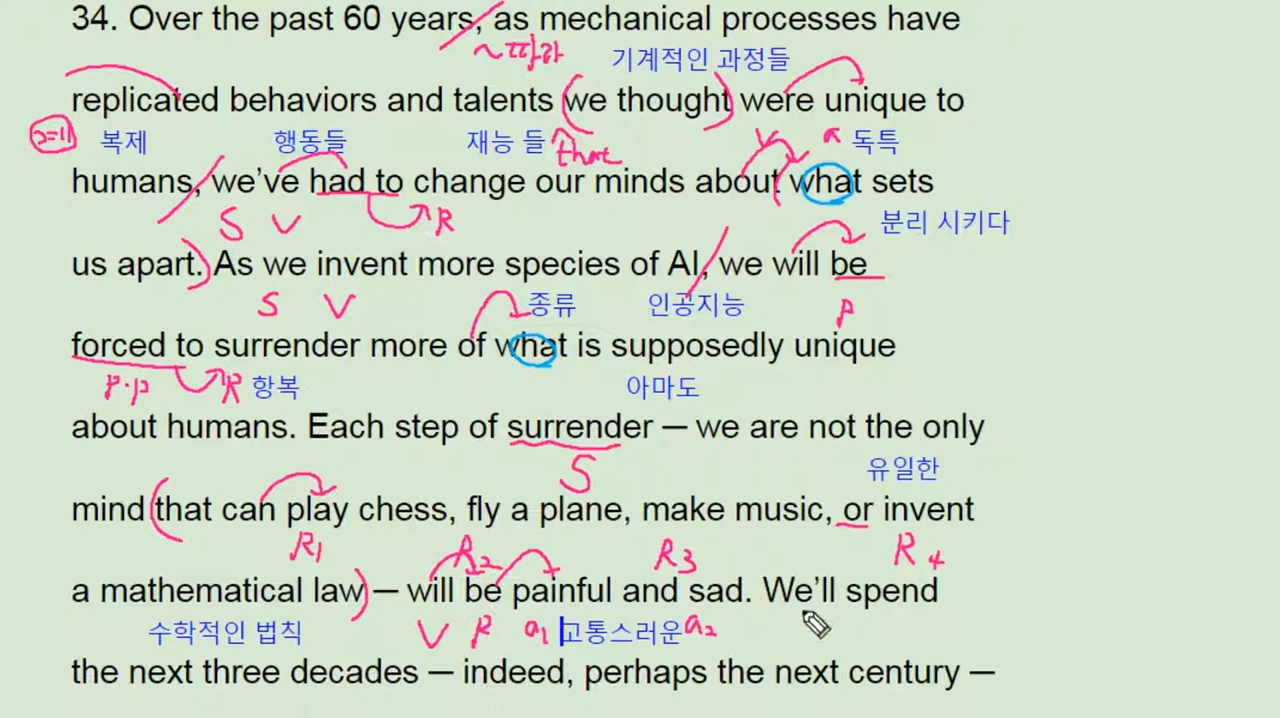 34. Over the past 60 years, as mechanical processes have
~따라 기계적인 과정들
replicated behaviors and talents (we thought) were unique to
복제 행동들 재능 들 that v a 독특
humans, we've had to change our minds about (what sets
S V R 분리 시키다
us apart.) As we invent more species of AI, we will be
S V 종류 인공지능 P
forced to surrender more of what is supposedly unique
P.P R 항복 아마도
about humans. Each step of surrender — we are not the only
S 유일한
mind (that can play chess, fly a plane, make music, or invent
R1 R2 R3 R4
a mathematical law) — will be painful and sad. We'll spend
수학적인 법칙 V R a1 고통스러운 a2
the next three decades — indeed, perhaps the next century —